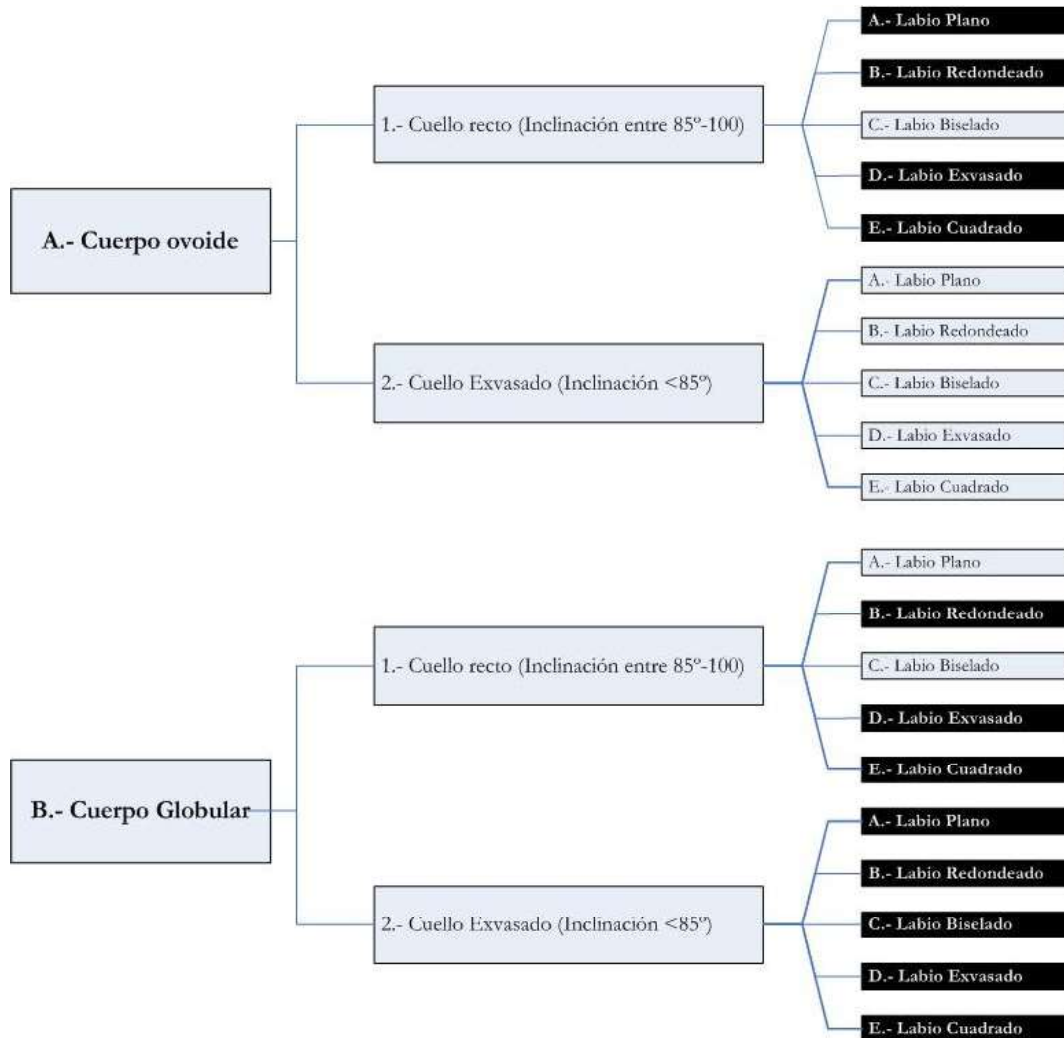 A.- Cuerpo ovoide
1.- Cuello recto (Inclinación entre 85º-100)
A.- Labio Plano
B.- Labio Redondeado
C.- Labio Biselado
D.- Labio Exvasado
E.- Labio Cuadrado
2.- Cuello Exvasado (Inclinación <85º)
A.- Labio Plano
B.- Labio Redondeado
C.- Labio Biselado
D.- Labio Exvasado
E.- Labio Cuadrado
B.- Cuerpo Globular
1.- Cuello recto (Inclinación entre 85º-100)
A.- Labio Plano
B.- Labio Redondeado
C.- Labio Biselado
D.- Labio Exvasado
E.- Labio Cuadrado
2.- Cuello Exvasado (Inclinación <85º)
A.- Labio Plano
B.- Labio Redondeado
C.- Labio Biselado
D.- Labio Exvasado
E.- Labio Cuadrado